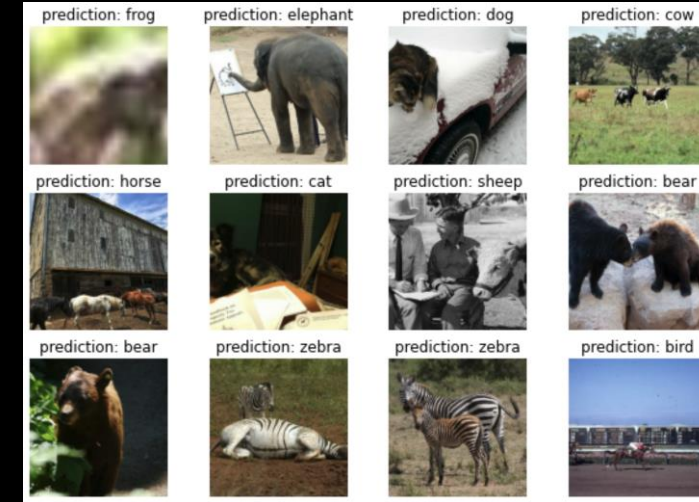 prediction: frog
prediction: elephant
prediction: dog
prediction: cow
prediction: horse
prediction: cat
prediction: sheep
prediction: bear
prediction: bear
prediction: zebra
prediction: zebra
prediction: bird